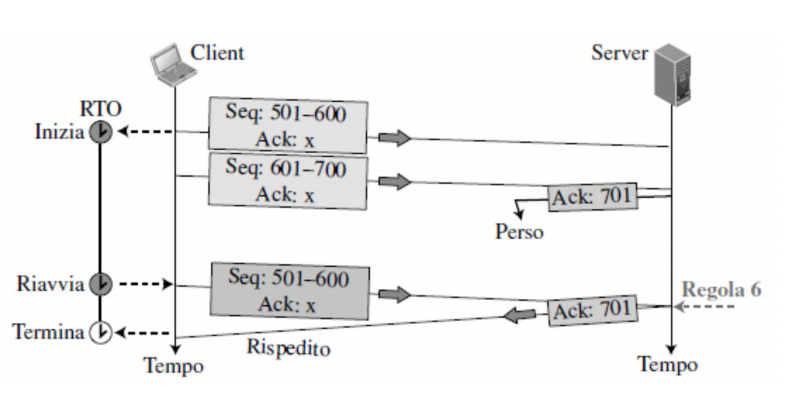 Client
Server
RTO
Inizia
Seq: 501–600
Ack: x
Seq: 601–700
Ack: x
Ack: 701
Perso
Riavvia
Seq: 501–600
Ack: x
Regola 6
Ack: 701
Termina
Rispedito
Tempo
Tempo